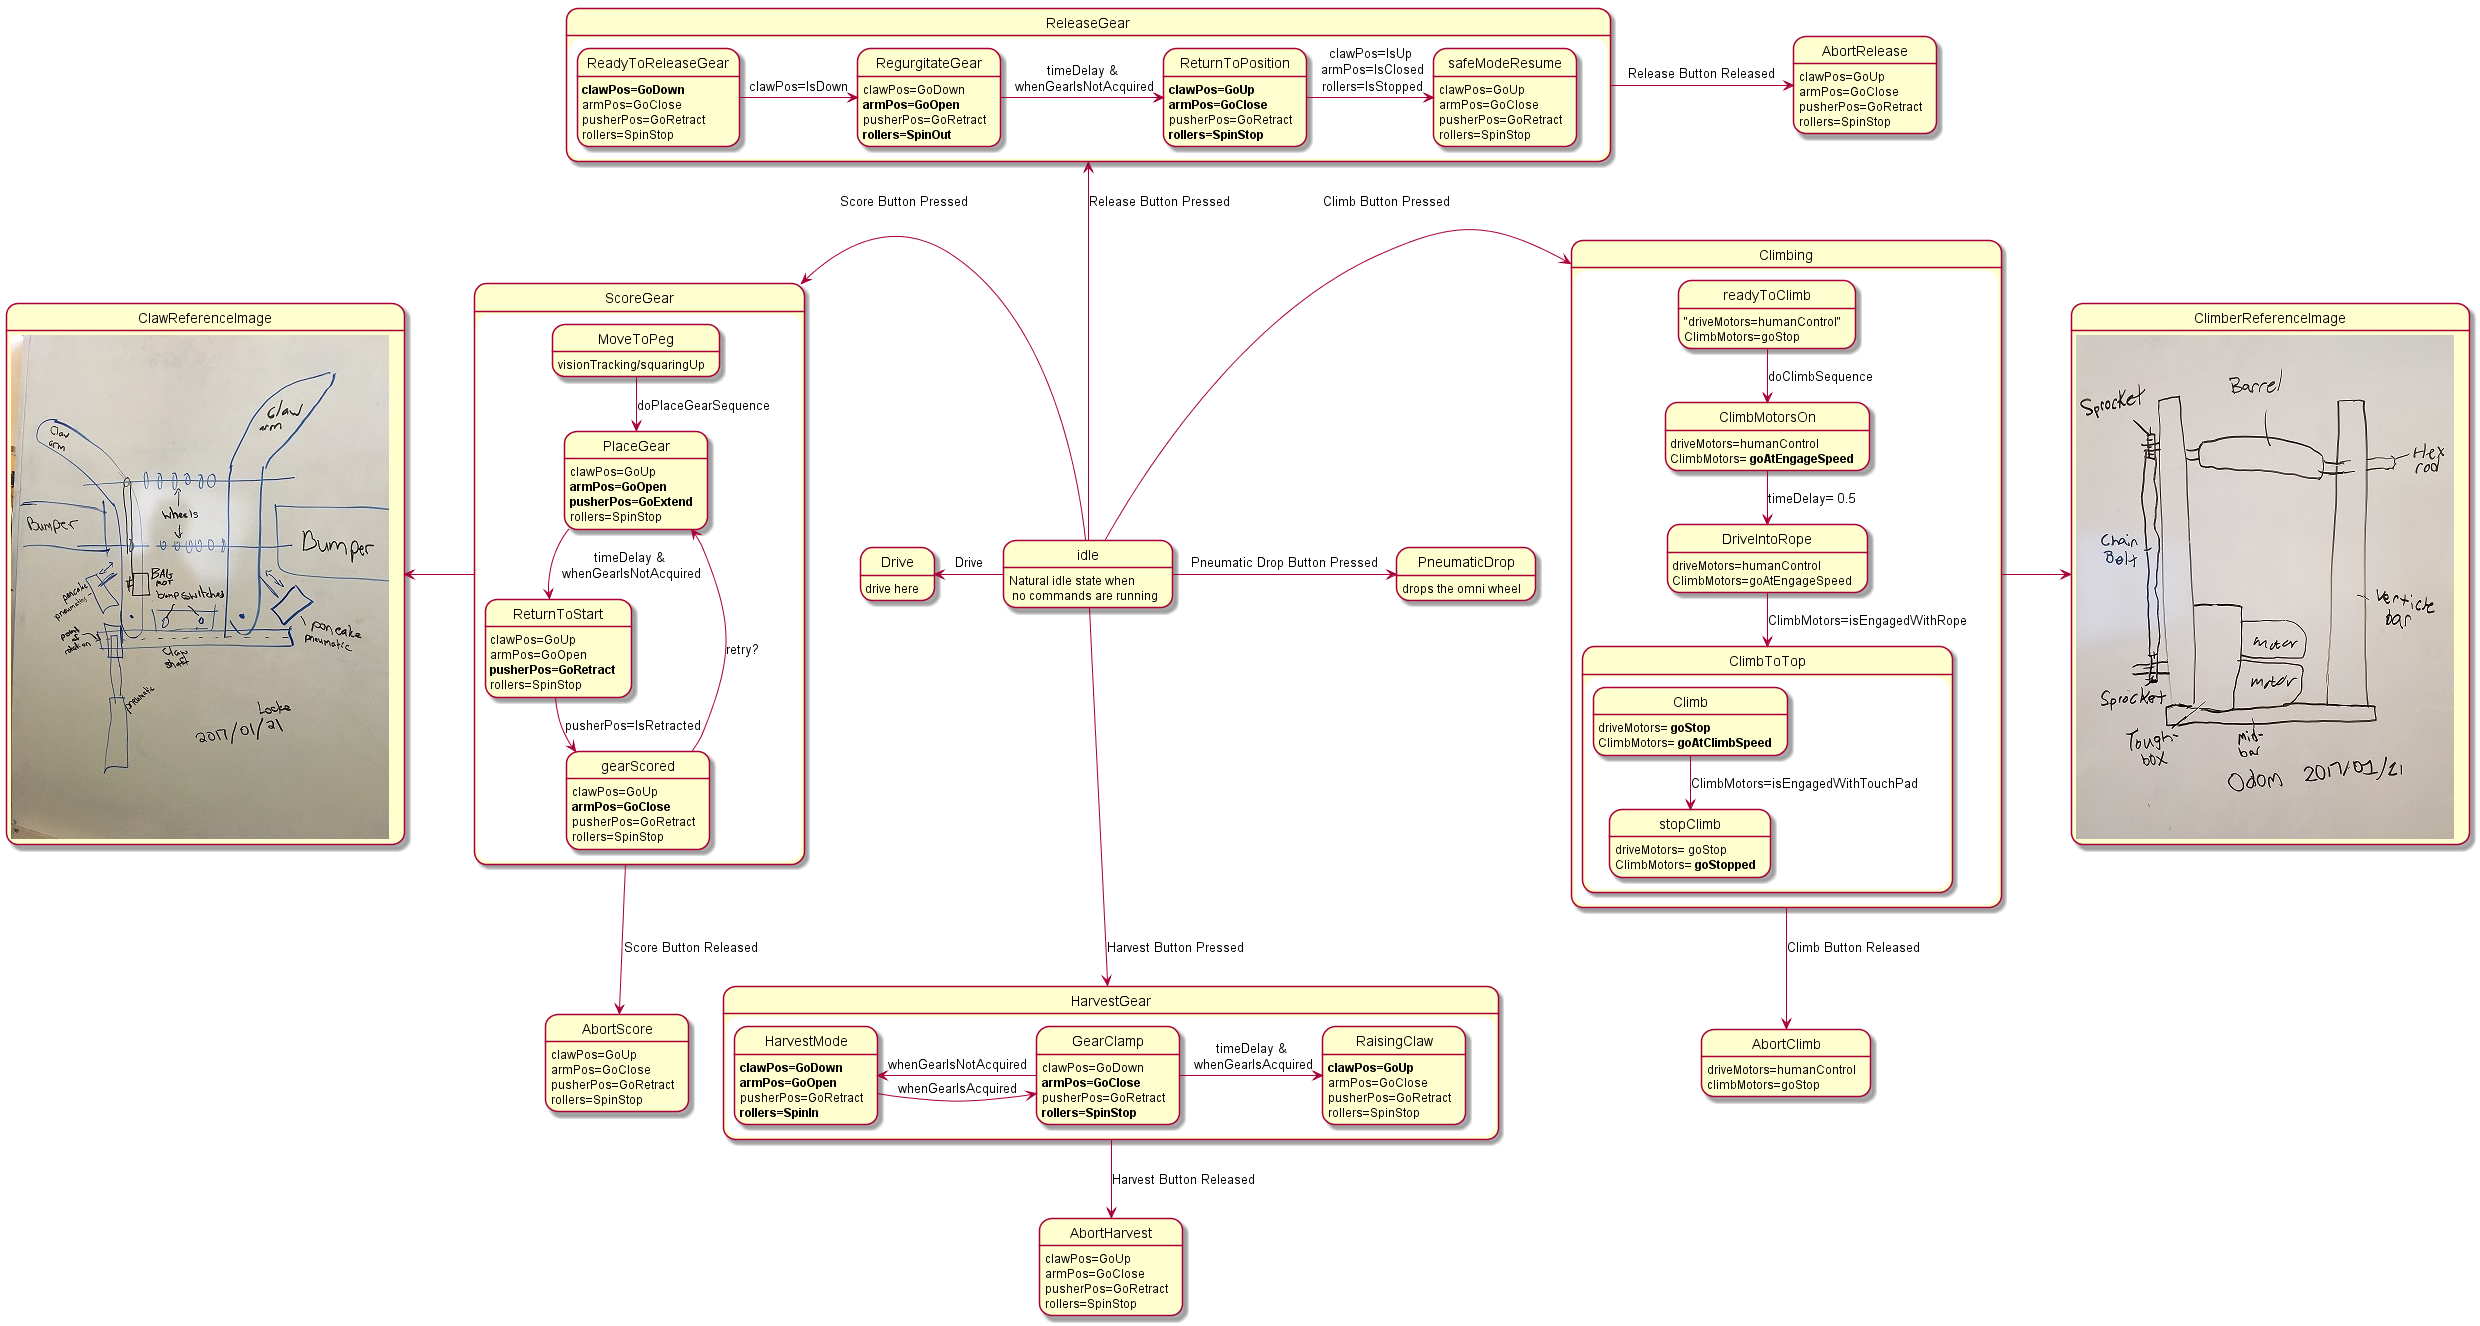 ReleaseGear
ReadyToReleaseGear
clawPos=GoDown
armPos=GoClose
pusherPos=GoRetract
rollers=SpinStop
clawPos=IsDown
RegurgitateGear
clawPos=GoDown
armPos=GoOpen
pusherPos=GoRetract
rollers=SpinOut
timeDelay &
whenGearIsNotAcquired
ReturnToPosition
clawPos=GoUp
armPos=GoClose
pusherPos=GoRetract
rollers=SpinStop
clawPos=IsUp
armPos=IsClosed
rollers=IsStopped
safeModeResume
clawPos=GoUp
armPos=GoClose
pusherPos=GoRetract
rollers=SpinStop
Release Button Released
AbortRelease
clawPos=GoUp
armPos=GoClose
pusherPos=GoRetract
rollers=SpinStop
Score Button Pressed
Release Button Pressed
Climb Button Pressed
ClawReferenceImage
Claw
arm
Claw
arm
Wheels
Bumper
Bumper
BAG
MOT
bumpswitches
pancake
pneumatic
pancake
pneumatic
point
of
rotation
Claw
shaft
pneumatic
Locke
2017/01/21
ScoreGear
MoveToPeg
visionTracking/squaringUp
doPlaceGearSequence
PlaceGear
clawPos=GoUp
armPos=GoOpen
pusherPos=GoExtend
rollers=SpinStop
timeDelay &
whenGearIsNotAcquired
ReturnToStart
clawPos=GoUp
armPos=GoOpen
pusherPos=GoRetract
rollers=SpinStop
retry?
pusherPos=IsRetracted
gearScored
clawPos=GoUp
armPos=GoClose
pusherPos=GoRetract
rollers=SpinStop
Score Button Released
AbortScore
clawPos=GoUp
armPos=GoClose
pusherPos=GoRetract
rollers=SpinStop
Drive
drive here
Drive
idle
Natural idle state when
no commands are running
Pneumatic Drop Button Pressed
PneumaticDrop
drops the omni wheel
Harvest Button Pressed
HarvestGear
HarvestMode
clawPos=GoDown
armPos=GoOpen
pusherPos=GoRetract
rollers=SpinIn
whenGearIsNotAcquired
whenGearIsAcquired
GearClamp
clawPos=GoDown
armPos=GoClose
pusherPos=GoRetract
rollers=SpinStop
timeDelay &
whenGearIsAcquired
RaisingClaw
clawPos=GoUp
armPos=GoClose
pusherPos=GoRetract
rollers=SpinStop
Harvest Button Released
AbortHarvest
clawPos=GoUp
armPos=GoClose
pusherPos=GoRetract
rollers=SpinStop
Climbing
readyToClimb
"driveMotors=humanControl"
ClimbMotors=goStop
doClimbSequence
ClimbMotorsOn
driveMotors=humanControl
ClimbMotors= goAtEngageSpeed
timeDelay= 0.5
DriveIntoRope
driveMotors=humanControl
ClimbMotors=goAtEngageSpeed
ClimbMotors=isEngagedWithRope
ClimbToTop
Climb
driveMotors= goStop
ClimbMotors= goAtClimbSpeed
ClimbMotors=isEngagedWithTouchPad
stopClimb
driveMotors= goStop
ClimbMotors= goStopped
Climb Button Released
AbortClimb
driveMotors=humanControl
climbMotors=goStop
ClimberReferenceImage
Barrel
Sprocket
Hex
rod
Chain
Bolt
Verticle
bar
motor
motor
Sprocket
Tough-
box
Mid-
bar
Odom 2017/01/21